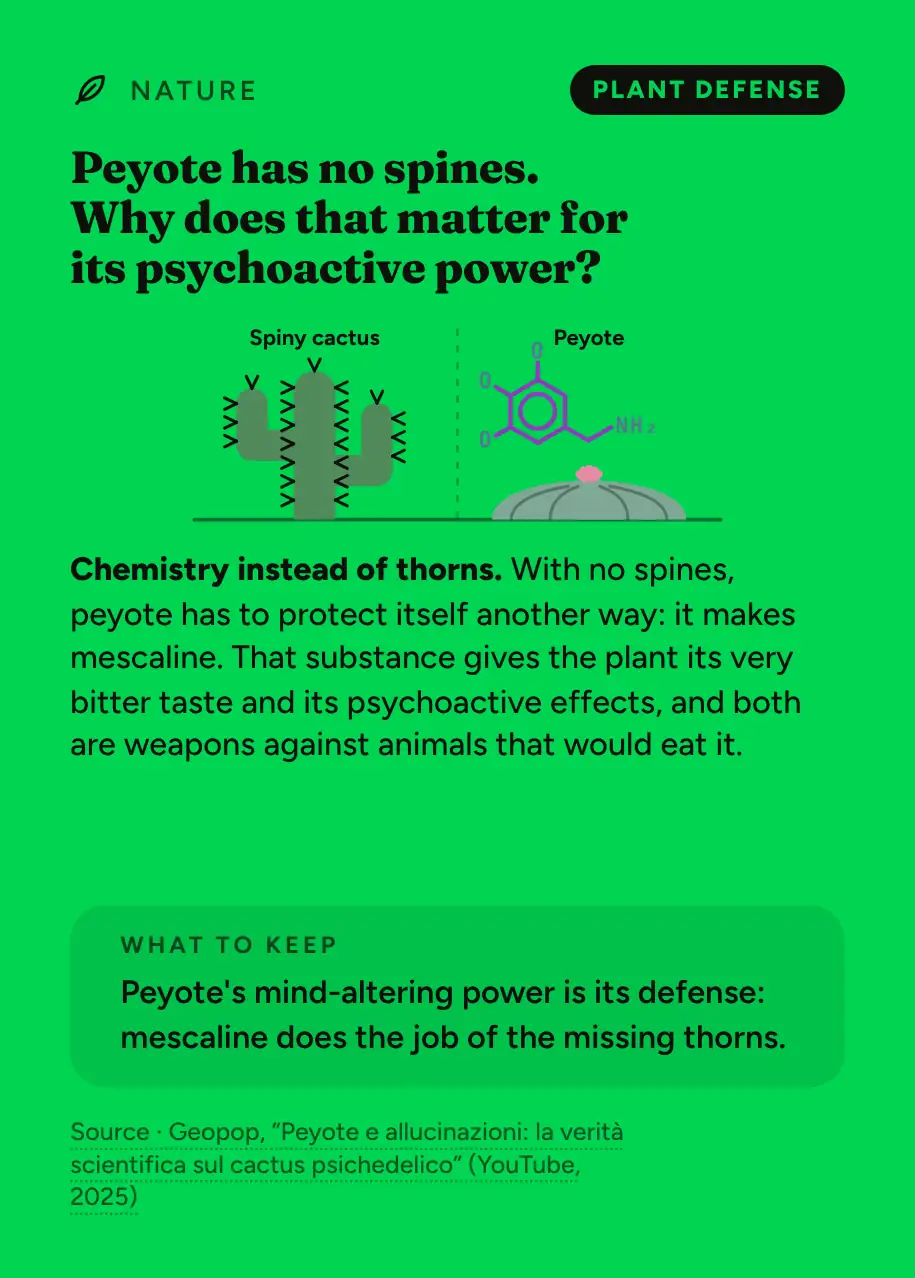 NATURE
PLANT DEFENSE
Peyote has no spines.
Why does that matter for
its psychoactive power?
Spiny cactus
Peyote
O
O
O
NH₂
Chemistry instead of thorns. With no spines,
peyote has to protect itself another way: it makes
mescaline. That substance gives the plant its very
bitter taste and its psychoactive effects, and both
are weapons against animals that would eat it.
WHAT TO KEEP
Peyote's mind-altering power is its defense:
mescaline does the job of the missing thorns.
Source · Geopop, “Peyote e allucinazioni: la verità
scientifica sul cactus psichedelico” (YouTube,
2025)